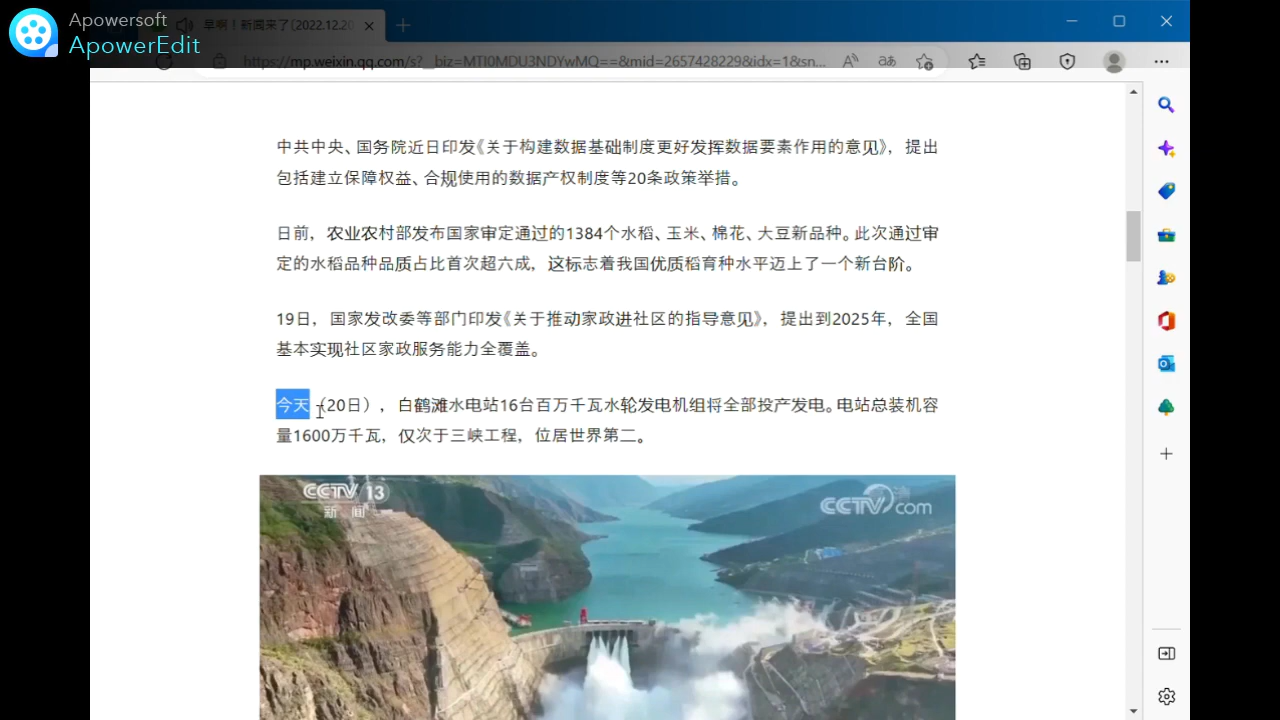 Apowersoft
ApowerEdit
早啊！新闻来了(2022.12.20
https://mp.weixin.qq.com/s?__biz=MTI0MDU3NDYwMQ==&mid=2657428229&idx=1&sn...
中共中央、国务院近日印发《关于构建数据基础制度更好发挥数据要素作用的意见》，提出
包括建立保障权益、合规使用的数据产权制度等20条政策举措。
日前，农业农村部发布国家审定通过的1384个水稻、玉米、棉花、大豆新品种。此次通过审
定的水稻品种品质占比首次超六成，这标志着我国优质稻育种水平迈上了一个新台阶。
19日，国家发改委等部门印发《关于推动家政进社区的指导意见》，提出到2025年，全国
基本实现社区家政服务能力全覆盖。
今天（20日），白鹤滩水电站16台百万千瓦水轮发电机组将全部投产发电。电站总装机容
量1600万千瓦，仅次于三峡工程，位居世界第二。
CCTV 13
新闻
CCTV com